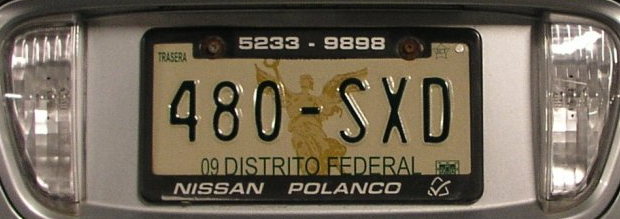 5233 - 9898
TRASERA
480-SXD
09 DISTRITO FEDERAL
NISSAN POLANCO